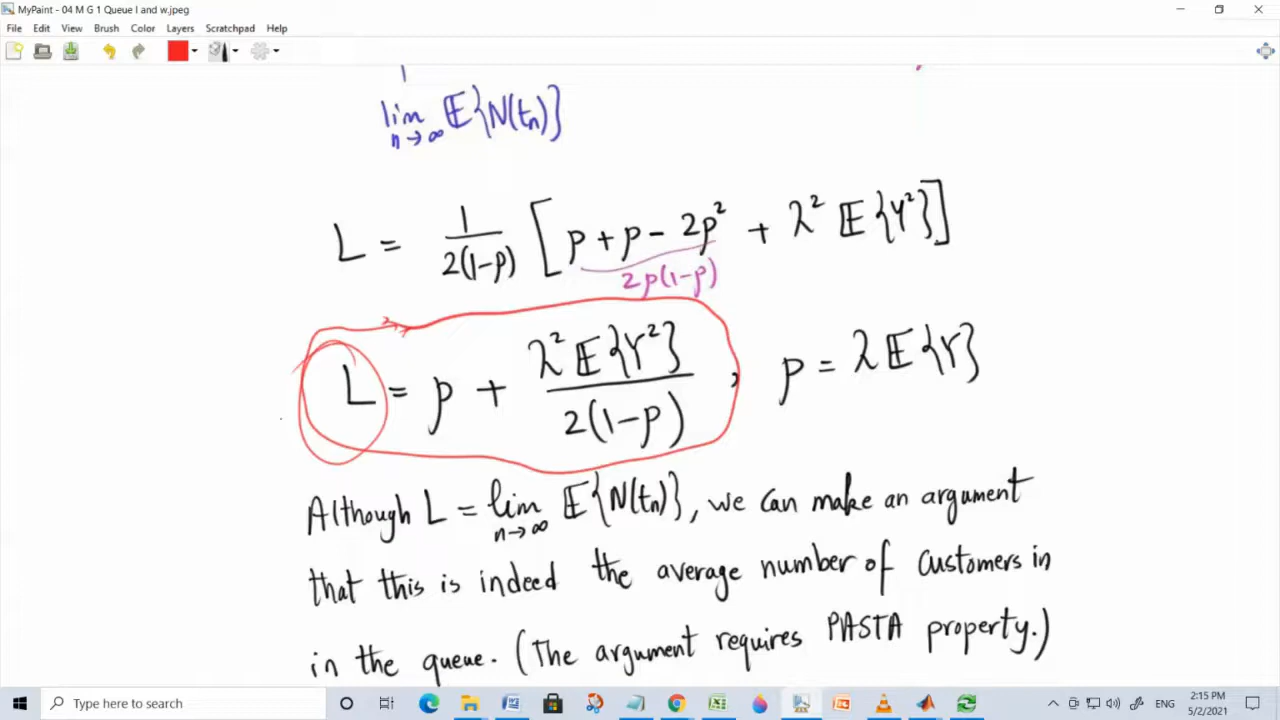 MyPaint - 04 M G 1 Queue l and w.jpeg
File Edit View Brush Color Layers Scratchpad Help
lim E{N(tₙ)}
n→∞
L = 1/2(1-p) [p + p - 2p² + λ² E{Y²}]
2p(1-p)
L = p + λ² E{Y²}/2(1-p) , p = λ E{Y}
Although L = lim E{N(tₙ)}, we can make an argument
n→∞
that this is indeed the average number of customers in
in the queue. (The argument requires PASTA property.)
Type here to search
ENG
2:15 PM
5/2/2021